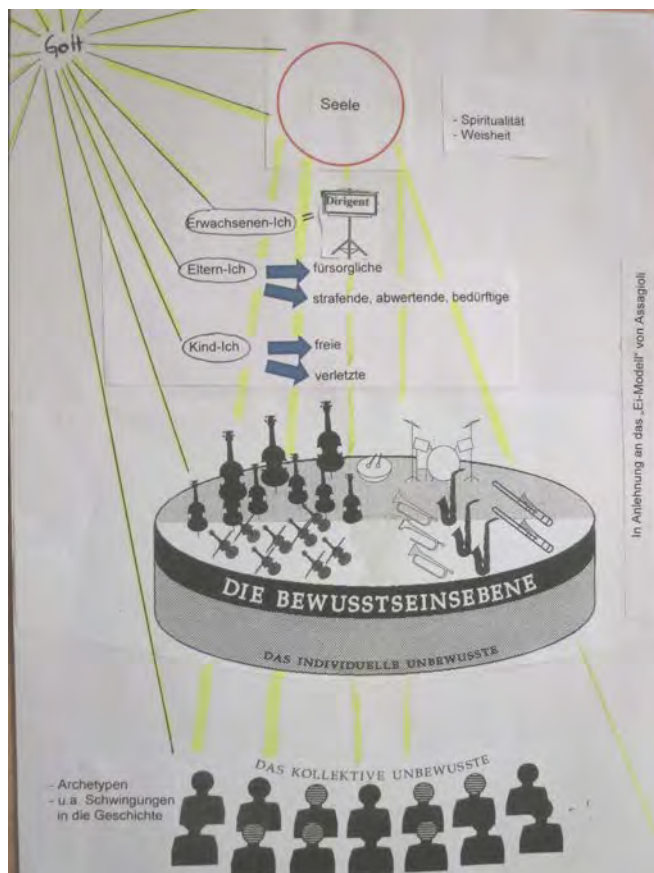 Gott
Seele
- Spiritualität
- Weisheit
Dirigent
Erwachsenen-Ich =
Eltern-Ich
fürsorgliche
strafende, abwertende, bedürftige
Kind-Ich
freie
verletzte
In Anlehnung an das „Ei-Modell" von Assagioli
DIE BEWUSSTSEINSEBENE
DAS INDIVIDUELLE UNBEWUSSTE
DAS KOLLEKTIVE UNBEWUSSTE
- Archetypen
- u.a. Schwingungen
in die Geschichte